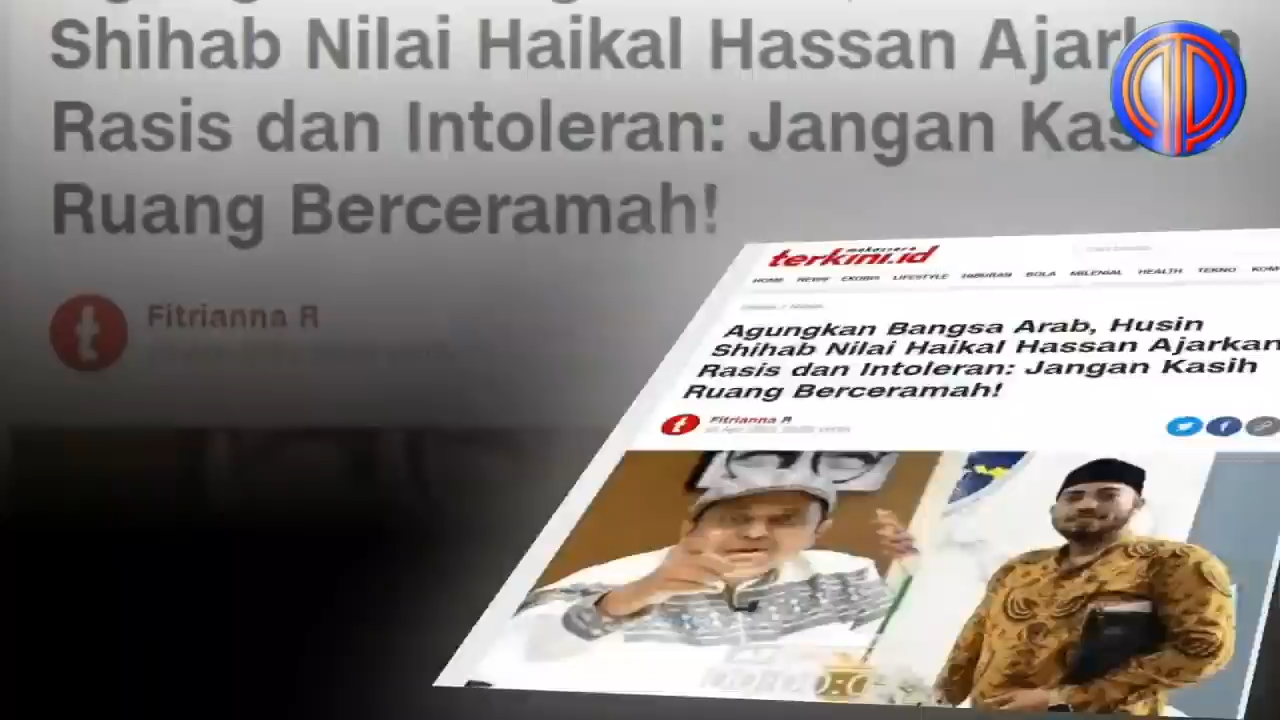 Shihab Nilai Haikal Hassan
Rasis dan Intoleran: Jangan
Ruang Berceramah!
Fitrianna R
makassar
terkini.id
HOME NEWS EKOBIS LIFESTYLE HIBURAN BOLA MILENIAL HEALTH TEKNO KOM
Agungkan Bangsa Arab, Husin
Shihab Nilai Haikal Hassan Ajarkan
Rasis dan Intoleran: Jangan Kasih
Ruang Berceramah!
Fitrianna R